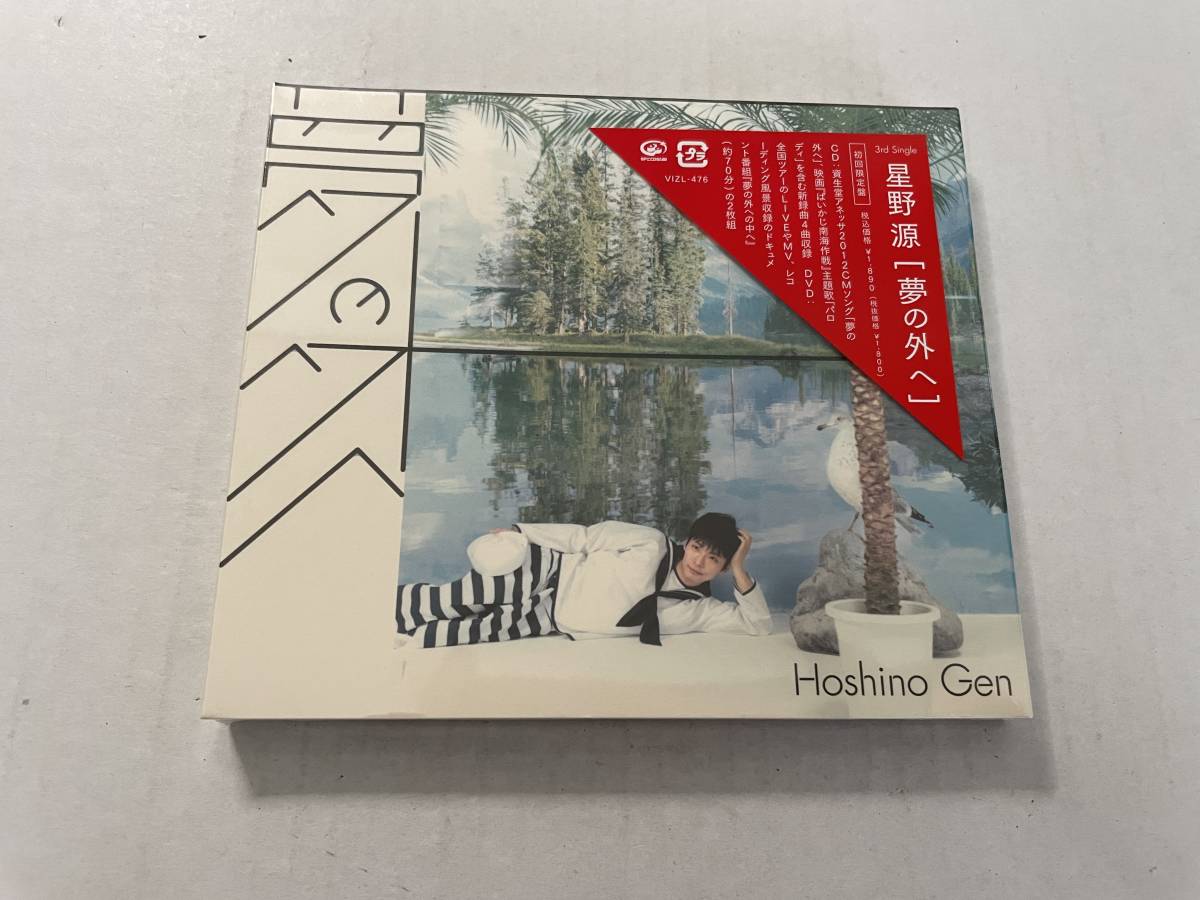 3rd Single
星野源[夢の外へ]
初回限定盤
税込価格 ¥1,890(税抜価格 ¥1,800)
CD:資生堂アネッサ2012CMソング「夢の
外へ」、映画『ぱいかじ南海作戦』主題歌「パロ
ディ」を含む新録曲4曲収録 DVD:
全国ツアーのLIVEやMV、レコ
ーディング風景収録のドキュメ
ント番組『夢の外への中へ』
(約70分)の2枚組
プラ
VIZL-476
Hoshino Gen